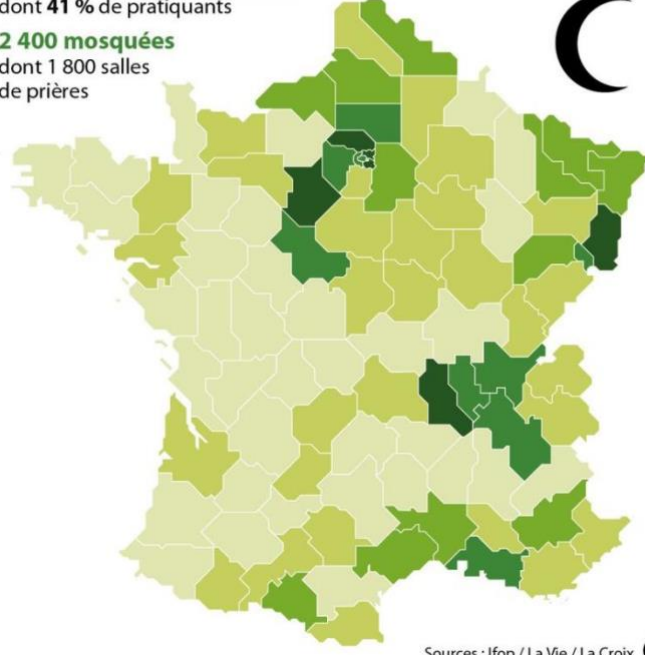 dont 41 % de pratiquants
2 400 mosquées
dont 1 800 salles
de prières
Sources : Ifop / La Vie / La Croix